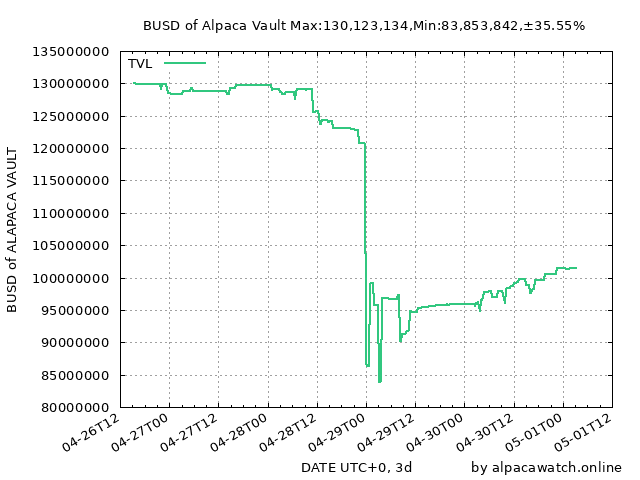 BUSD of Alpaca Vault Max:130,123,134,Min:83,853,842,±35.55%
TVL
135000000
130000000
125000000
120000000
115000000
110000000
105000000
100000000
95000000
90000000
85000000
80000000
BUSD of ALAPACA VAULT
04-26T12
04-27T00
04-27T12
04-28T00
04-28T12
04-29T00
04-29T12
04-30T00
04-30T12
05-01T00
05-01T12
DATE UTC+0, 3d
by alpacawatch.online